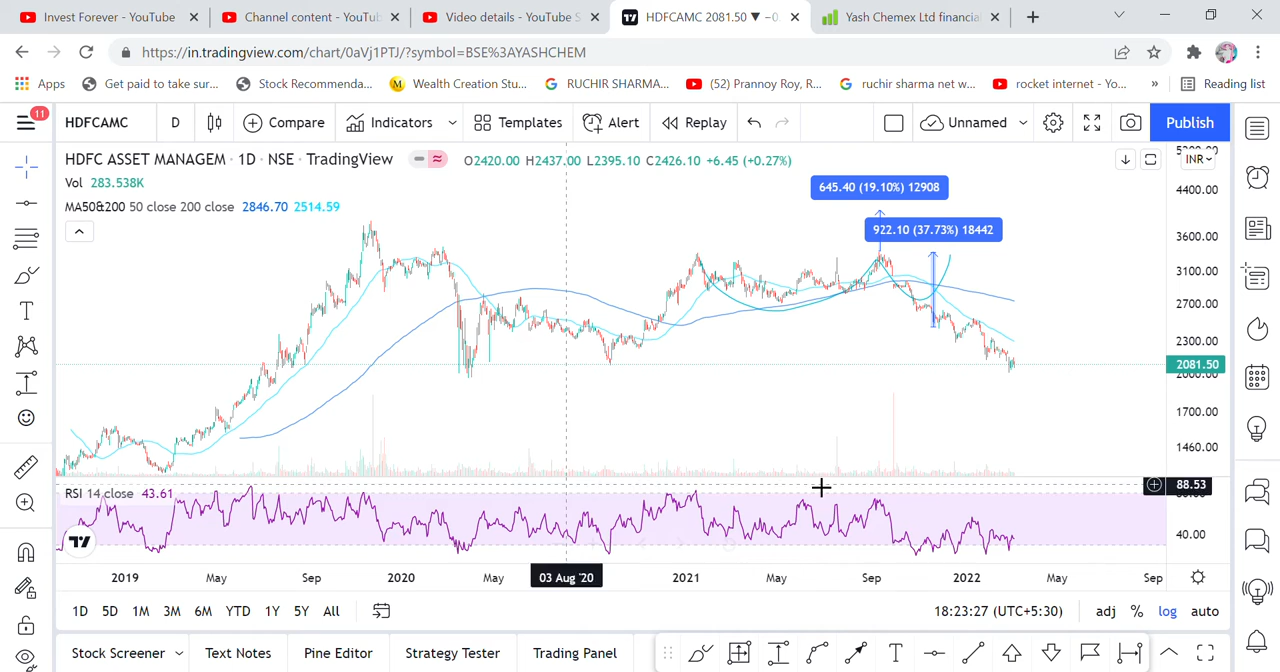 Invest Forever - YouTube
Channel content - YouTub
Video details - YouTube S
HDFCAMC 2081.50 ▼ −0.
Yash Chemex Ltd financia
https://in.tradingview.com/chart/0aVj1PTJ/?symbol=BSE%3AYASHCHEM
Apps
Get paid to take sur...
Stock Recommenda...
Wealth Creation Stu...
RUCHIR SHARMA...
(52) Prannoy Roy, R...
ruchir sharma net w...
rocket internet - Yo...
»
Reading list
11
HDFCAMC
D
Compare
Indicators
Templates
Alert
Replay
Unnamed
Publish
HDFC ASSET MANAGEM · 1D · NSE · TradingView
O2420.00 H2437.00 L2395.10 C2426.10 +6.45 (+0.27%)
INR
Vol 283.538K
MA50&200 50 close 200 close 2846.70 2514.59
645.40 (19.10%) 12908
922.10 (37.73%) 18442
4400.00
3600.00
3100.00
2700.00
2300.00
2081.50
2000.00
1700.00
1460.00
RSI 14 close 43.61
88.53
40.00
2019 May Sep 2020 May 03 Aug '20 2021 May Sep 2022 May Sep
1D 5D 1M 3M 6M YTD 1Y 5Y All
18:23:27 (UTC+5:30)
adj % log auto
Stock Screener
Text Notes
Pine Editor
Strategy Tester
Trading Panel